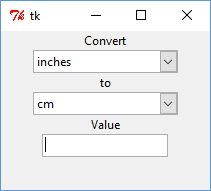 tk
Convert
inches
to
cm
Value